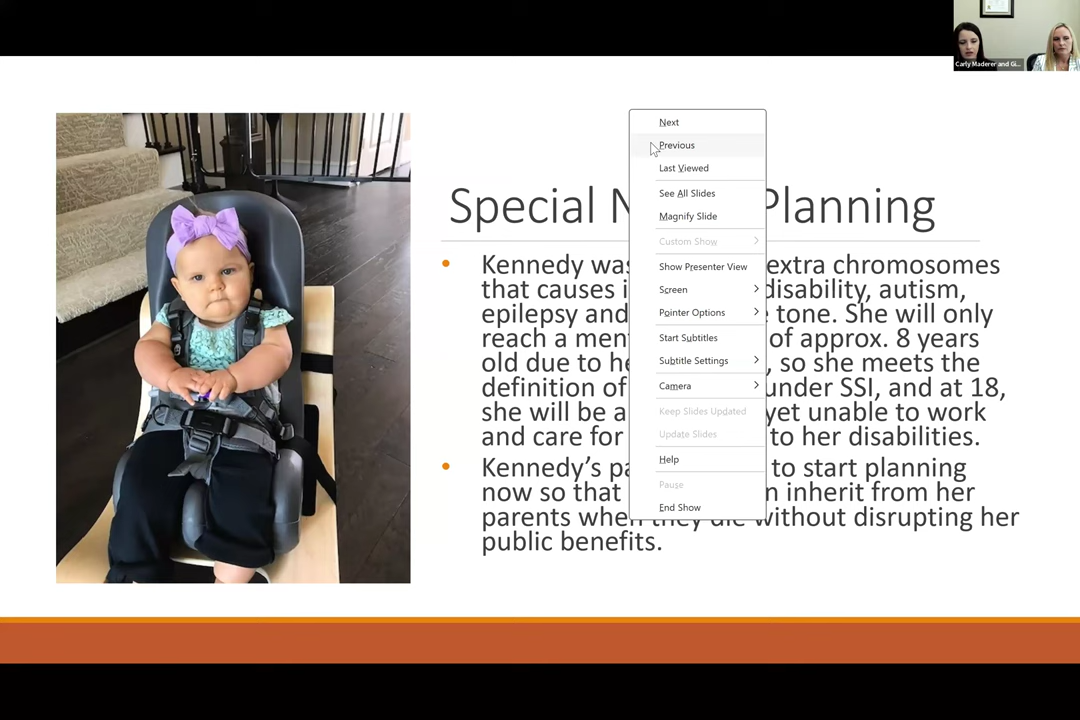 Carly Maderer and Gi...
Special N Planning
Kennedy was extra chromosomes
that causes i disability, autism,
epilepsy and tone. She will only
reach a men of approx. 8 years
old due to he , so she meets the
definition of under SSI, and at 18,
she will be a yet unable to work
and care for to her disabilities.
Kennedy's pa to start planning
now so that n inherit from her
parents when they die without disrupting her
public benefits.
Next
Previous
Last Viewed
See All Slides
Magnify Slide
Custom Show
Show Presenter View
Screen
Pointer Options
Start Subtitles
Subtitle Settings
Camera
Keep Slides Updated
Update Slides
Help
Pause
End Show